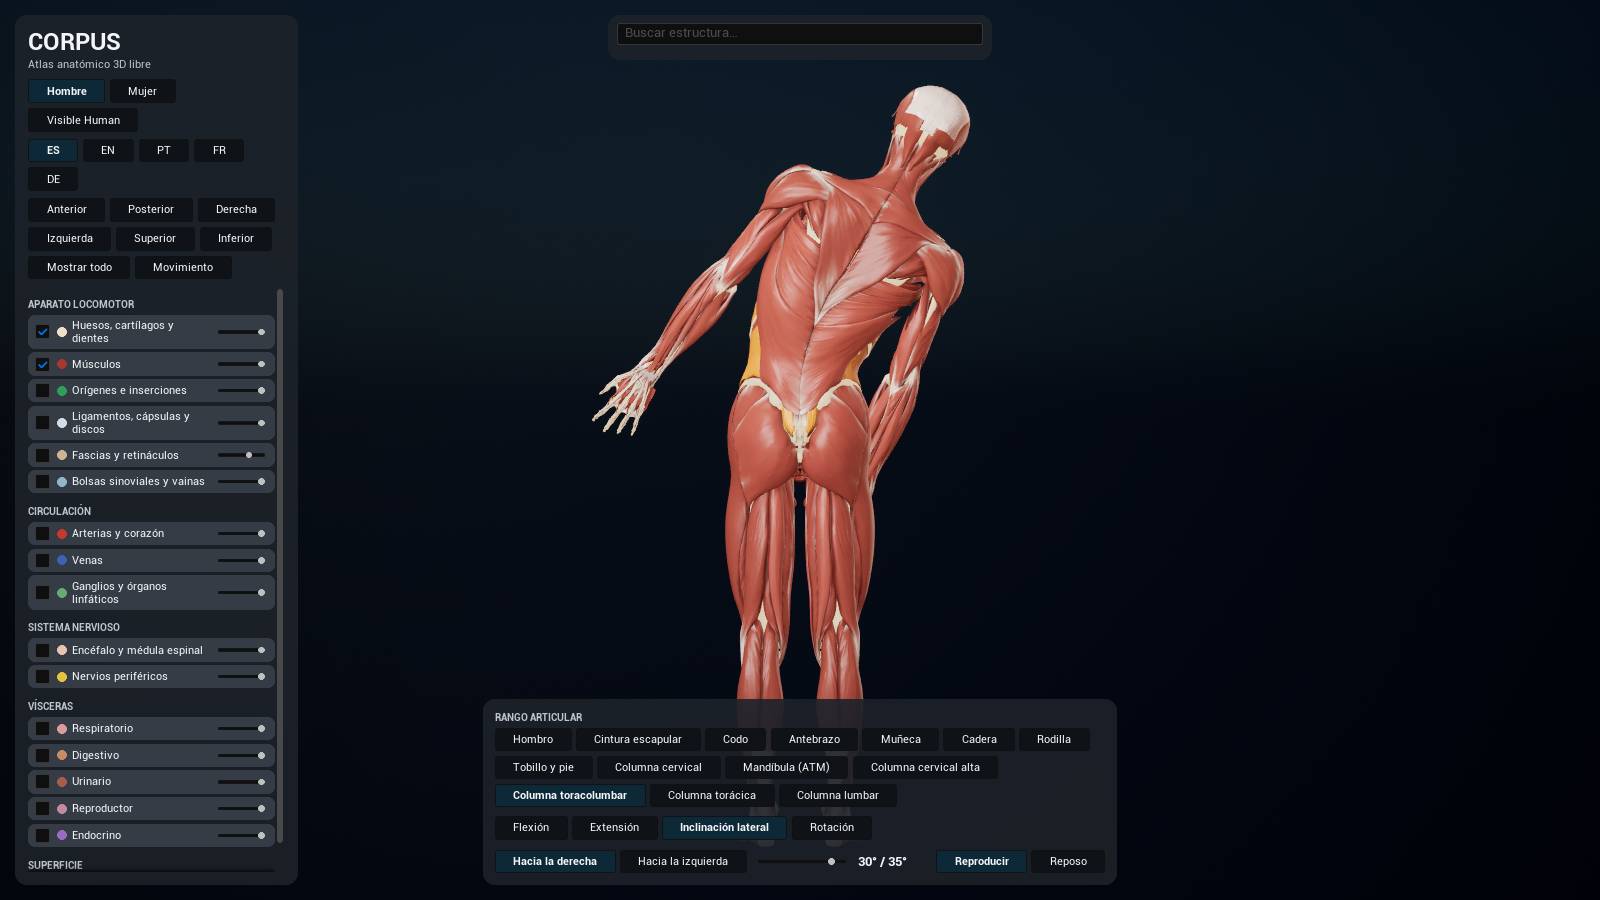 CORPUS
Atlas anatómico 3D libre
Hombre Mujer
Visible Human
ES EN PT FR
DE
Anterior Posterior Derecha
Izquierda Superior Inferior
Mostrar todo Movimiento
APARATO LOCOMOTOR
Huesos, cartílagos y
dientes
Músculos
Orígenes e inserciones
Ligamentos, cápsulas y
discos
Fascias y retináculos
Bolsas sinoviales y vainas
CIRCULACIÓN
Arterias y corazón
Venas
Ganglios y órganos
linfáticos
SISTEMA NERVIOSO
Encéfalo y médula espinal
Nervios periféricos
VÍSCERAS
Respiratorio
Digestivo
Urinario
Reproductor
Endocrino
SUPERFICIE
Buscar estructura...
RANGO ARTICULAR
Hombro Cintura escapular Codo Antebrazo Muñeca Cadera Rodilla
Tobillo y pie Columna cervical Mandíbula (ATM) Columna cervical alta
Columna toracolumbar Columna torácica Columna lumbar
Flexión Extensión Inclinación lateral Rotación
Hacia la derecha Hacia la izquierda 30° / 35° Reproducir Reposo